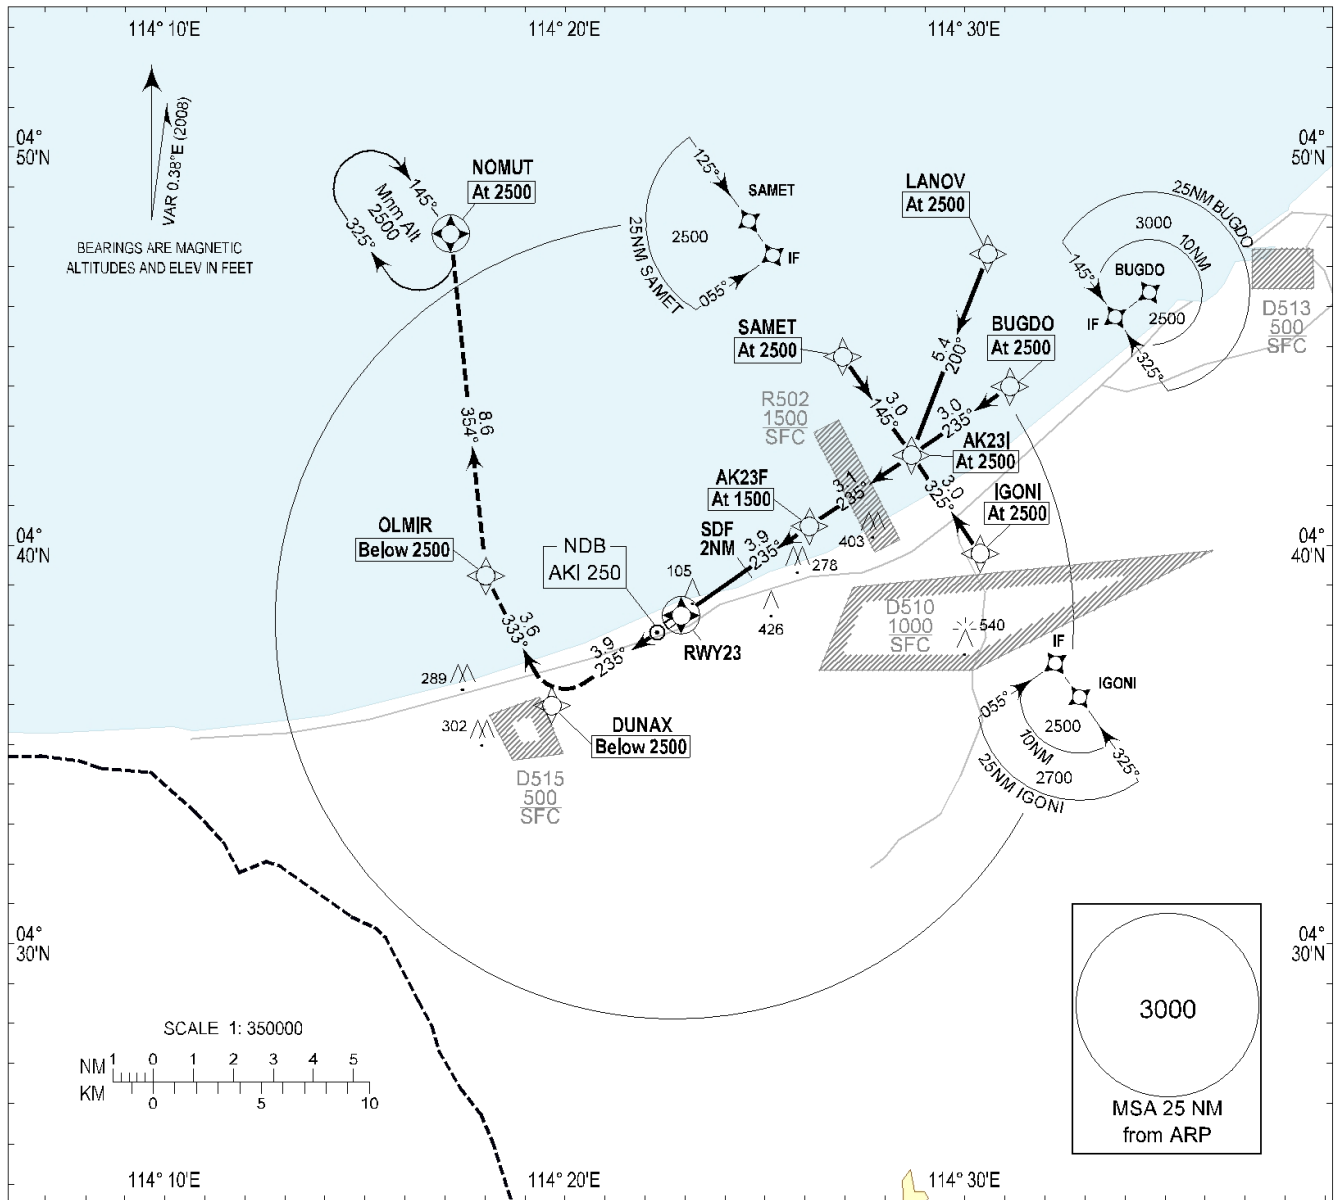 114° 10'E
114° 20'E
114° 30'E
04°
50'N
04°
50'N
VAR 0.38°E (2008)
BEARINGS ARE MAGNETIC
ALTITUDES AND ELEV IN FEET
NOMUT
At 2500
145°
Mnm Alt
2500
325°
125°
SAMET
2500
IF
055°
25NM SAMET
LANOV
At 2500
25NM BUGDO
3000
10NM
BUGDO
145°
IF
2500
325°
D513
500
SFC
SAMET
At 2500
BUGDO
At 2500
5.4
200°
3.0
145°
3.0
235°
R502
1500
SFC
AK23I
At 2500
8.6
354°
AK23F
At 1500
3.1
235°
3.0
325°
IGONI
At 2500
OLMIR
Below 2500
SDF
2NM
3.9
235°
403
278
04°
40'N
04°
40'N
NDB
AKI 250
105
426
D510
1000
SFC
540
3.6
333°
3.9
235°
RWY23
IF
IGONI
055°
2500
10NM
2700
325°
25NM IGONI
289
302
DUNAX
Below 2500
D515
500
SFC
04°
30'N
04°
30'N
3000
MSA 25 NM
from ARP
SCALE 1: 350000
NM
1 0 1 2 3 4 5
KM
0 5 10
114° 10'E
114° 20'E
114° 30'E